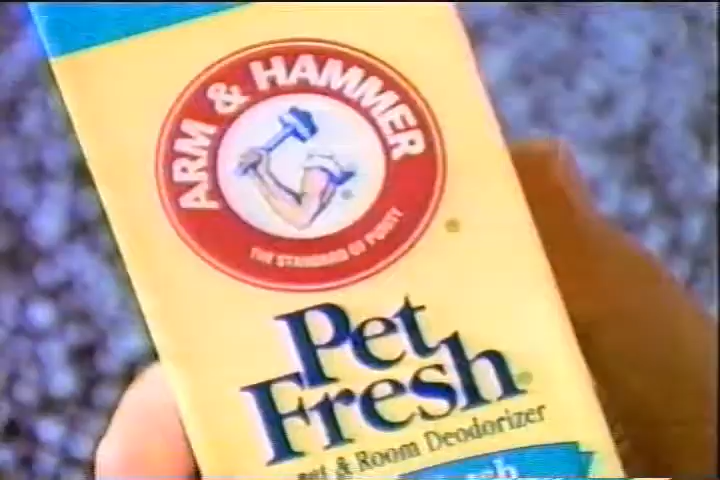 ARM & HAMMER
THE STANDARD OF PURITY
Pet
Fresh
& Room Deodorizer